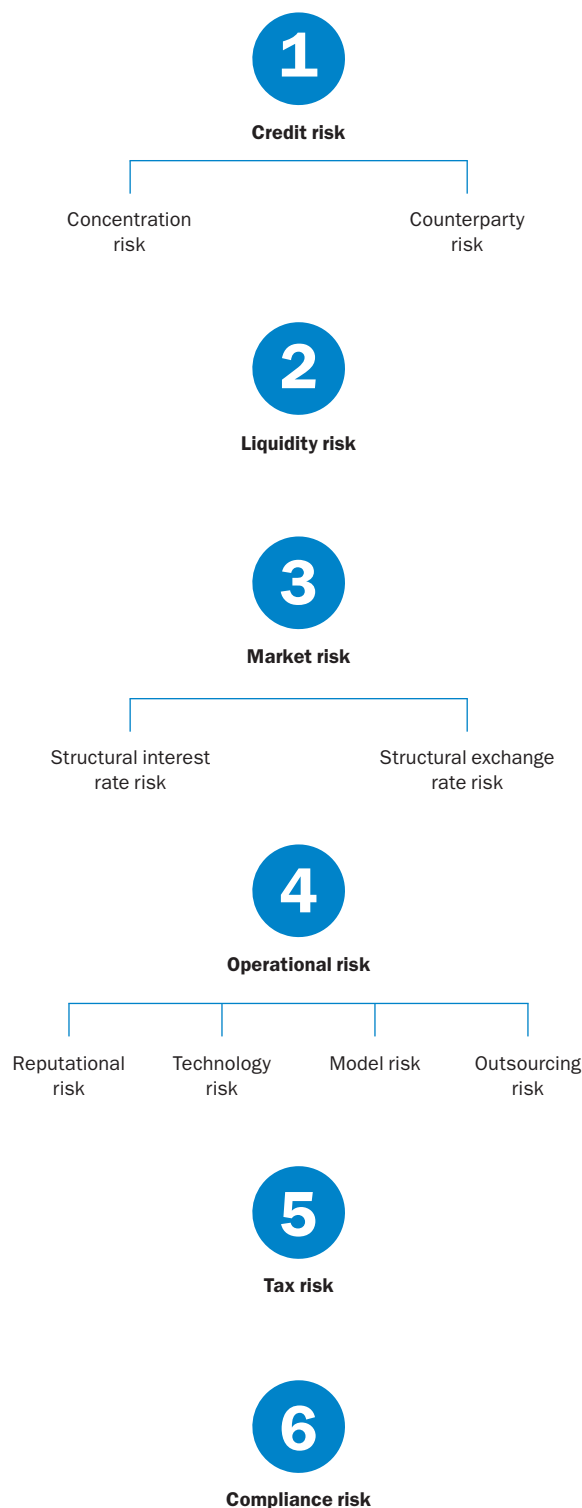 1
Credit risk
Concentration
risk
Counterparty
risk
2
Liquidity risk
3
Market risk
Structural interest
rate risk
Structural exchange
rate risk
4
Operational risk
Reputational
risk
Technology
risk
Model risk
Outsourcing
risk
5
Tax risk
6
Compliance risk